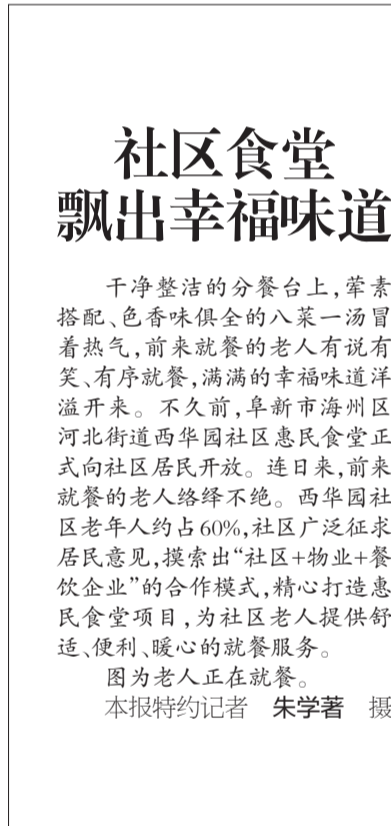 社区食堂
飘出幸福味道
干净整洁的分餐台上，荤素
搭配、色香味俱全的八菜一汤冒
着热气，前来就餐的老人有说有
笑、有序就餐，满满的幸福味道洋
溢开来。不久前，阜新市海州区
河北街道西华园社区惠民食堂正
式向社区居民开放。连日来，前来
就餐的老人络绎不绝。西华园社
区老年人约占60%，社区广泛征求
居民意见，摸索出“社区+物业+餐
饮企业”的合作模式，精心打造惠
民食堂项目，为社区老人提供舒
适、便利、暖心的就餐服务。
图为老人正在就餐。
本报特约记者 朱学著 摄